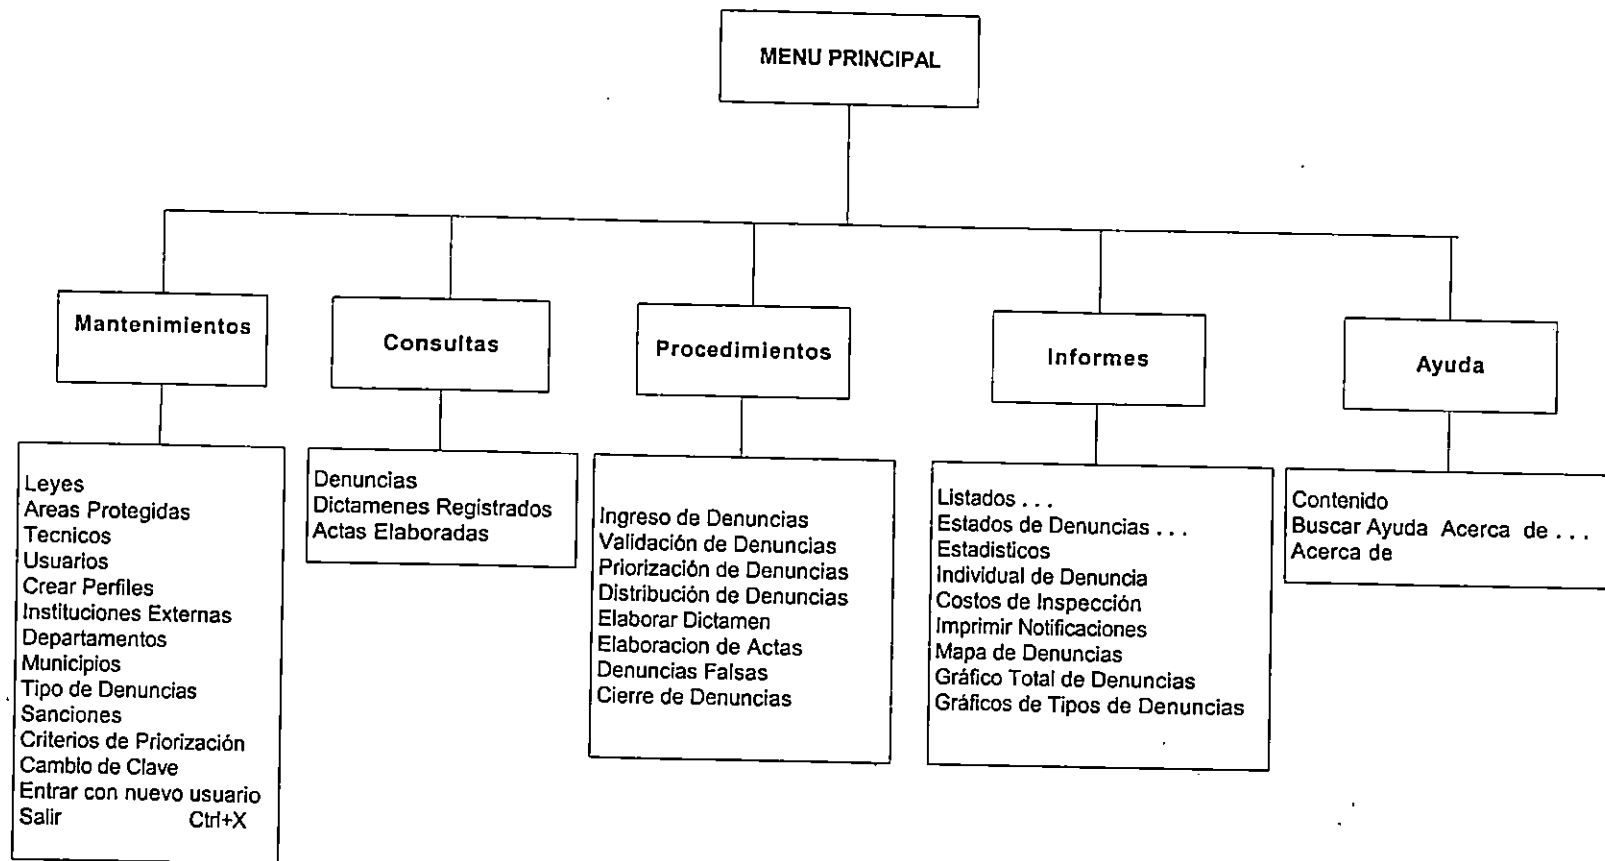 MENU PRINCIPAL
Mantenimientos
Consultas
Procedimientos
Informes
Ayuda
Leyes
Areas Protegidas
Tecnicos
Usuarios
Crear Perfiles
Instituciones Externas
Departamentos
Municipios
Tipo de Denuncias
Sanciones
Criterios de Priorización
Cambio de Clave
Entrar con nuevo usuario
Salir Ctrl+X
Denuncias
Dictamenes Registrados
Actas Elaboradas
Ingreso de Denuncias
Validación de Denuncias
Priorización de Denuncias
Distribución de Denuncias
Elaborar Dictamen
Elaboracion de Actas
Denuncias Falsas
Cierre de Denuncias
Listados . . .
Estados de Denuncias . . .
Estadisticos
Individual de Denuncia
Costos de Inspección
Imprimir Notificaciones
Mapa de Denuncias
Gráfico Total de Denuncias
Gráficos de Tipos de Denuncias
Contenido
Buscar Ayuda Acerca de . . .
Acerca de